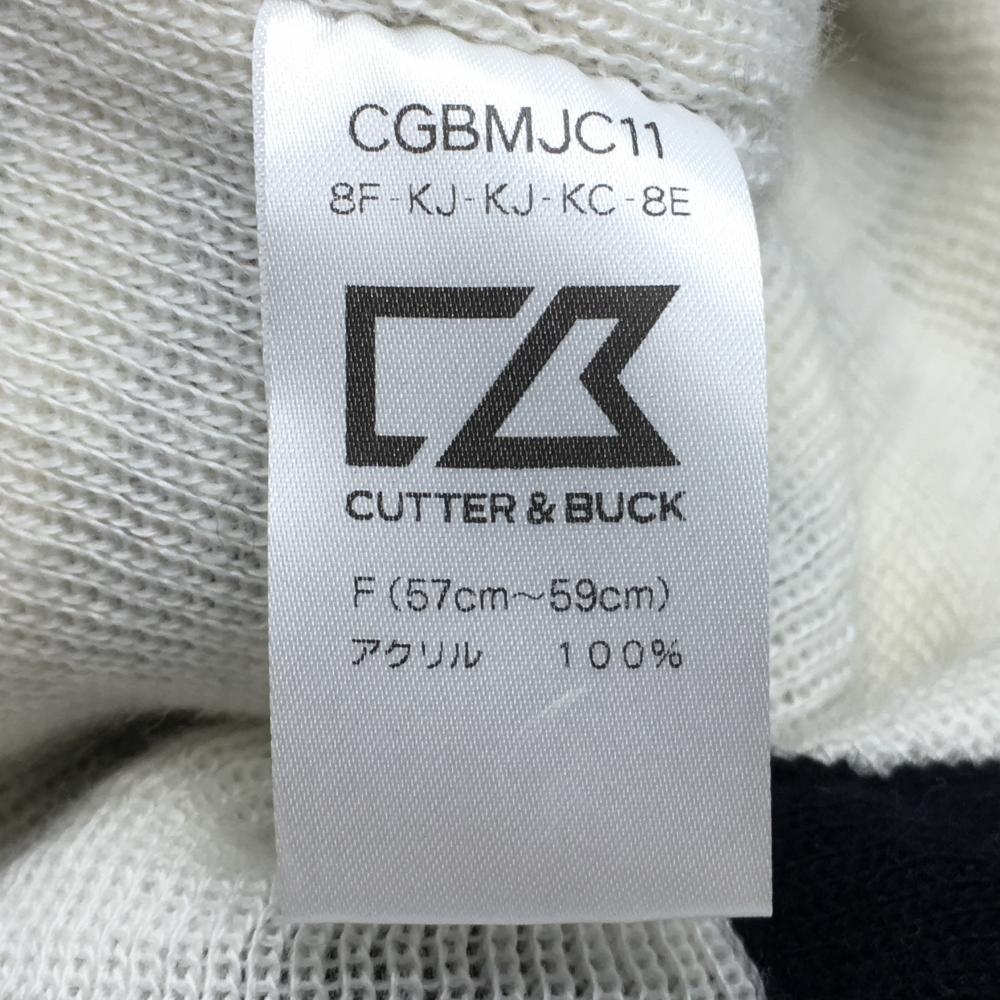 CGBMJC11
8F-KJ-KJ-KC-8E
CUTTER & BUCK
F (57cm～59cm)
アクリル　100%